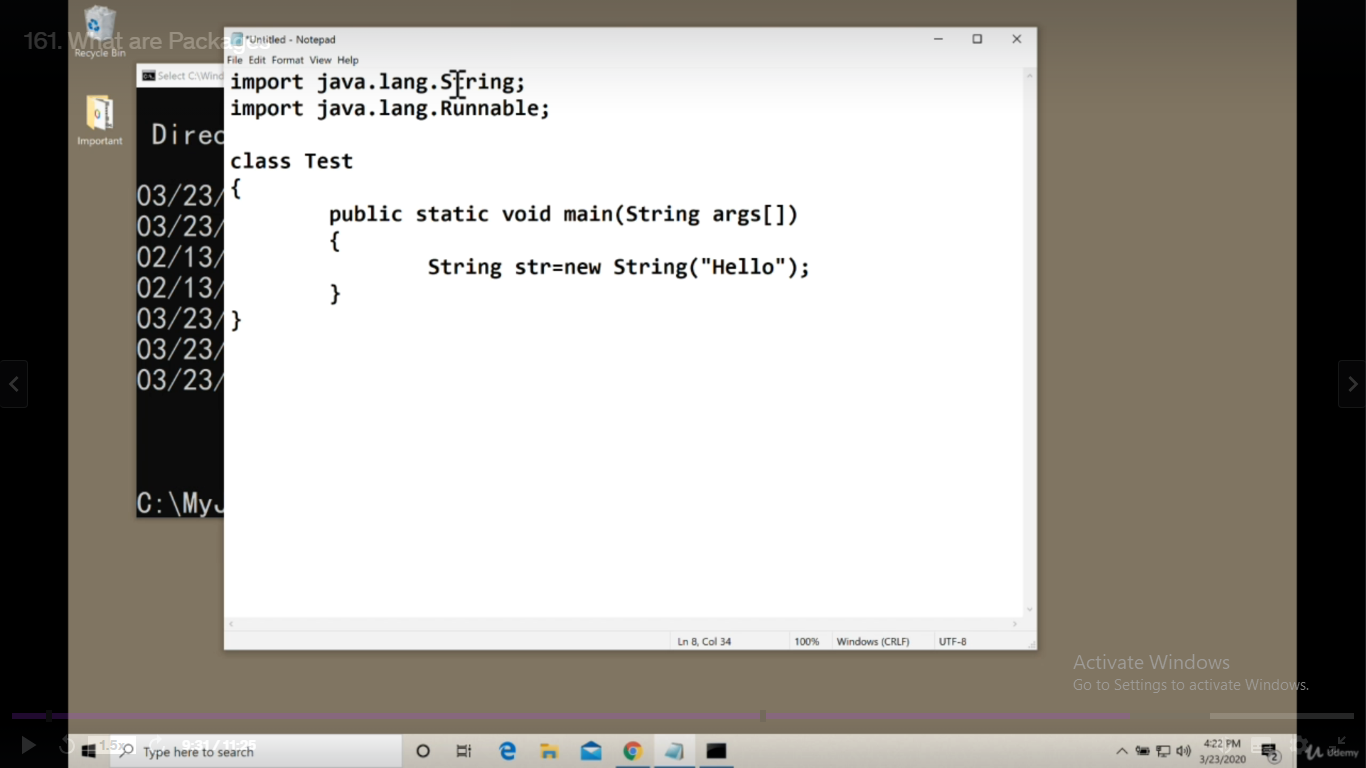 161. What are Packages
Recycle Bin
Important
*Untitled - Notepad
File Edit Format View Help
Select C:\Wind
Direc
03/23/
03/23/
02/13/
02/13/
03/23/
03/23/
03/23/
C:\MyJ
import java.lang.String;
import java.lang.Runnable;
class Test
{
public static void main(String args[])
{
String str=new String("Hello");
}
}
Ln 8, Col 34
100%
Windows (CRLF)
UTF-8
Activate Windows
Go to Settings to activate Windows.
1.5x
9:31 / 11:25
Type here to search
4:22 PM
3/23/2020
2
Udemy